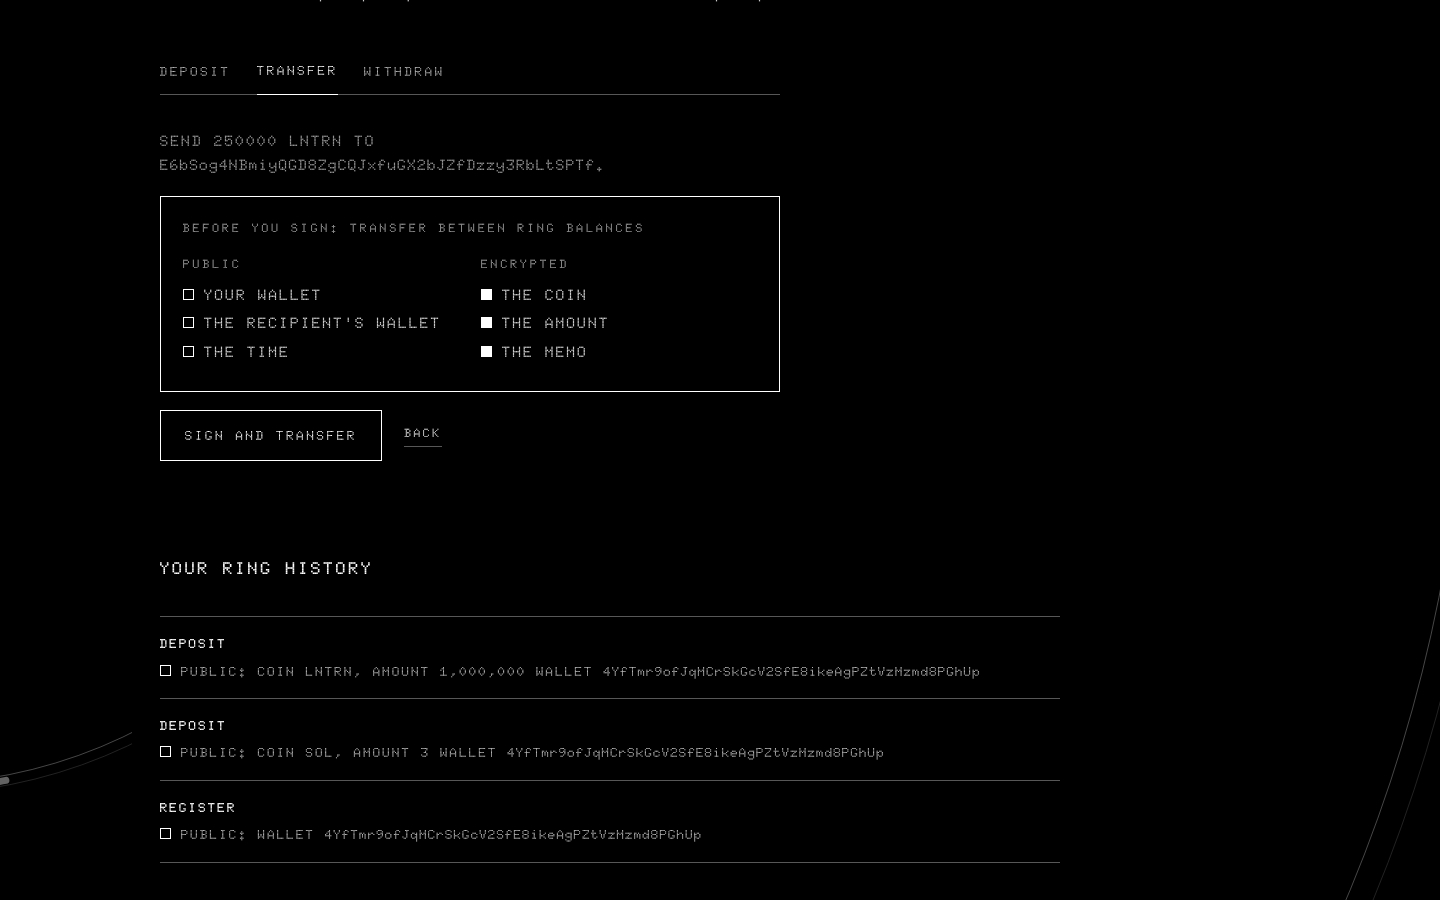 DEPOSIT TRANSFER WITHDRAW
SEND 250000 LNTRN TO
E6bSog4NBmiyQGD8ZgCQJxfuGX2bJZfDzzy3RbLtSPTf.
BEFORE YOU SIGN: TRANSFER BETWEEN RING BALANCES
PUBLIC ENCRYPTED
YOUR WALLET THE COIN
THE RECIPIENT'S WALLET THE AMOUNT
THE TIME THE MEMO
SIGN AND TRANSFER BACK
YOUR RING HISTORY
DEPOSIT
PUBLIC: COIN LNTRN, AMOUNT 1,000,000 WALLET 4YfTmr9ofJqMCrSkGcV2SfE8ikeAgPZtVzMzmd8PGhUp
DEPOSIT
PUBLIC: COIN SOL, AMOUNT 3 WALLET 4YfTmr9ofJqMCrSkGcV2SfE8ikeAgPZtVzMzmd8PGhUp
REGISTER
PUBLIC: WALLET 4YfTmr9ofJqMCrSkGcV2SfE8ikeAgPZtVzMzmd8PGhUp